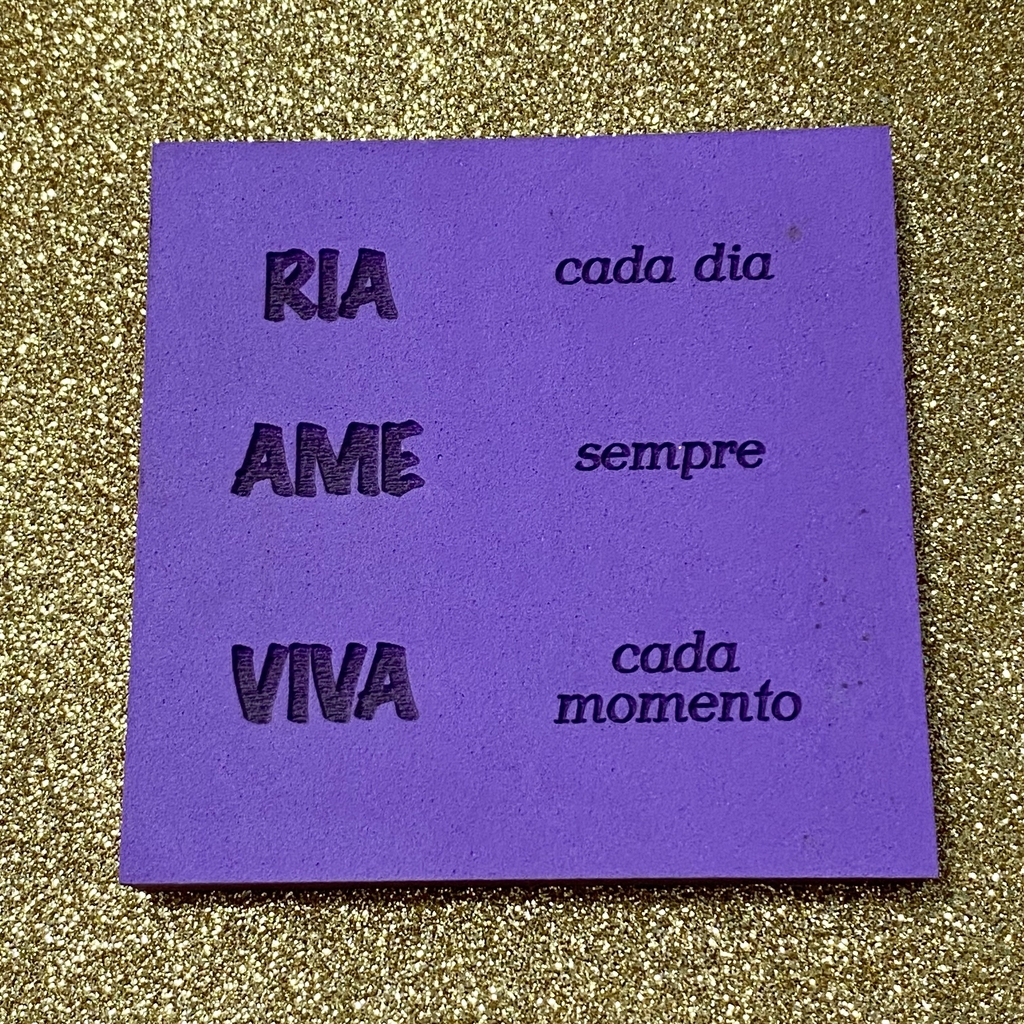 RIA cada dia
AME sempre
VIVA cada
momento